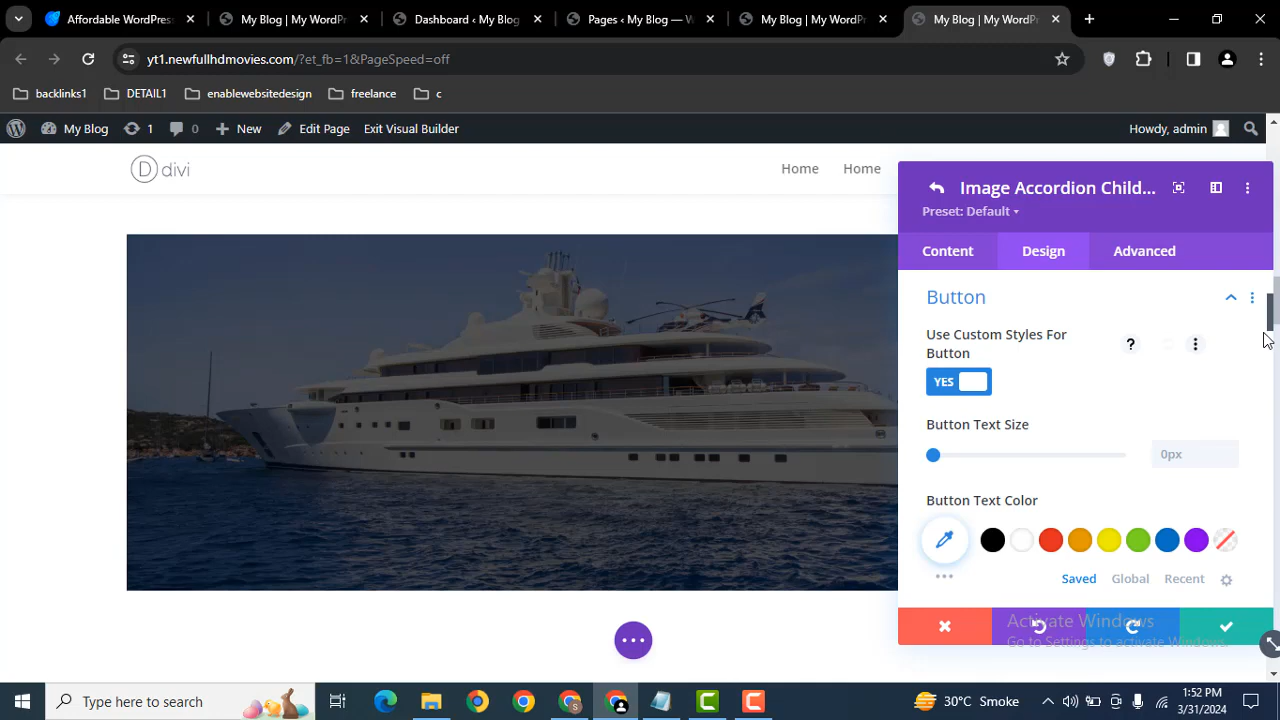 Affordable WordPress
My Blog | My WordPr
Dashboard ‹ My Blog
Pages ‹ My Blog — W
My Blog | My WordPr
My Blog | My WordPr
yt1.newfullhdmovies.com/?et_fb=1&PageSpeed=off
backlinks1
DETAIL1
enablewebsitedesign
freelance
c
My Blog
1
0
New
Edit Page
Exit Visual Builder
Howdy, admin
D divi
Home
Home
Image Accordion Child...
Preset: Default
Content
Design
Advanced
Button
Use Custom Styles For
Button
?
YES
Button Text Size
0px
Button Text Color
Saved
Global
Recent
Activate Windows
Go to Settings to activate Windows.
Type here to search
S
30°C Smoke
1:52 PM
3/31/2024